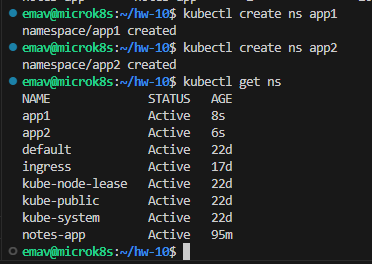 emav@microk8s:~/hw-10$ kubectl create ns app1
namespace/app1 created
emav@microk8s:~/hw-10$ kubectl create ns app2
namespace/app2 created
emav@microk8s:~/hw-10$ kubectl get ns
NAME STATUS AGE
app1 Active 8s
app2 Active 6s
default Active 22d
ingress Active 17d
kube-node-lease Active 22d
kube-public Active 22d
kube-system Active 22d
notes-app Active 95m
emav@microk8s:~/hw-10$